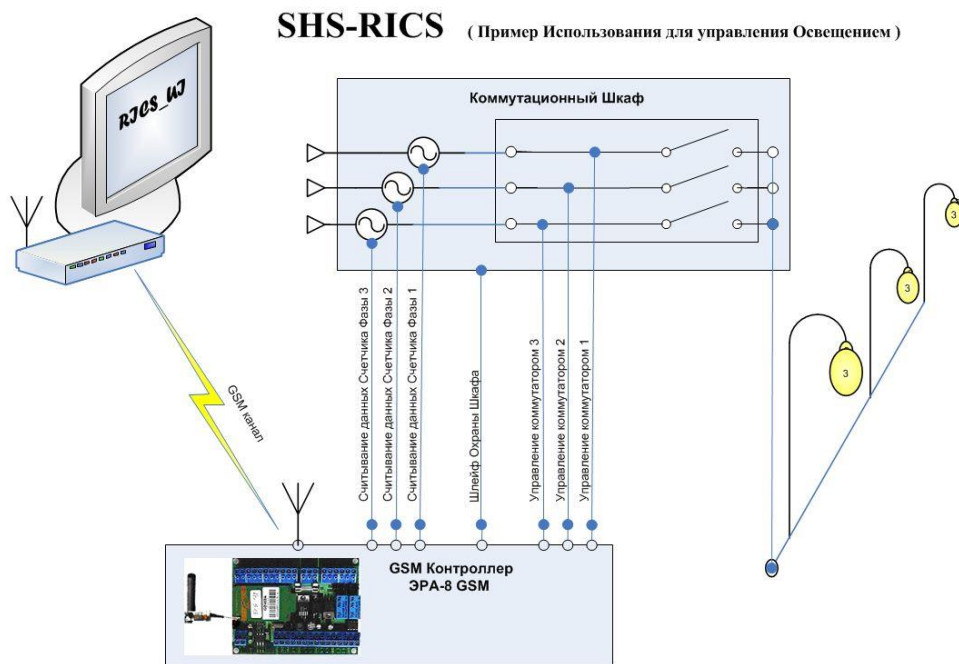 SHS-RICS ( Пример Использования для управления Освещением )
RICS_UI
Коммутационный Шкаф
Считывание данных Счетчика Фазы 3
Считывание данных Счетчика Фазы 2
Считывание данных Счетчика Фазы 1
Шлейф Охраны Шкафа
Управление коммутатором 3
Управление коммутатором 2
Управление коммутатором 1
3
3
3
GSM канал
GSM Контроллер
ЭРА-8 GSM